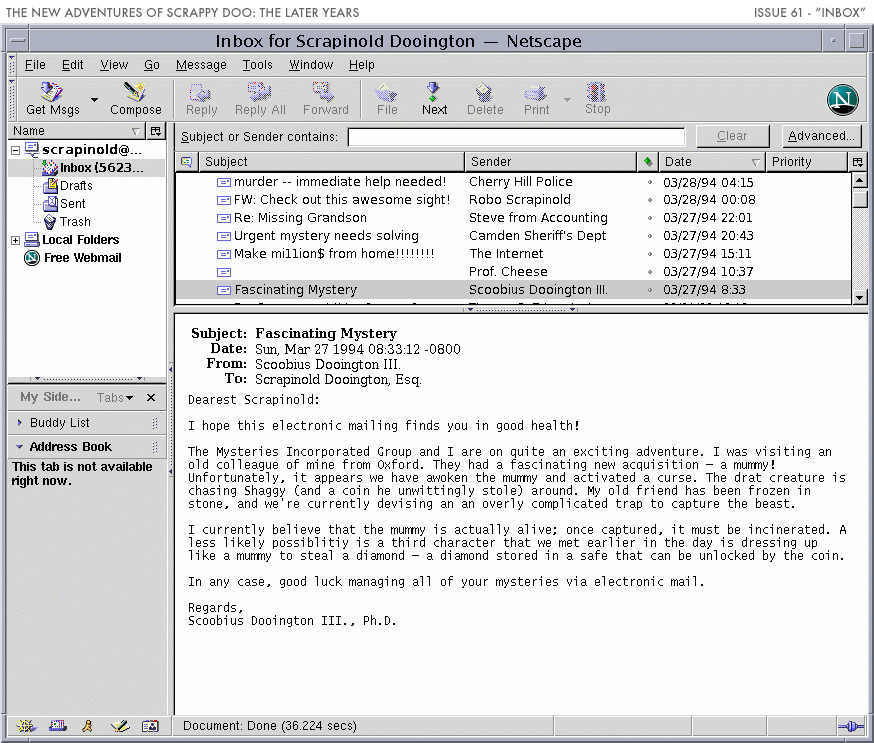 THE NEW ADVENTURES OF SCRAPPY DOO: THE LATER YEARS ISSUE 61 - “INBOX”
Inbox for Scrapinold Dooington — Netscape
File Edit View Go Message Tools Window Help
Get Msgs Compose Reply Reply All Forward File Next Delete Print Stop
N
Name
scrapinold@...
Inbox (5623...
Drafts
Sent
Trash
Local Folders
Free Webmail
Subject or Sender contains: Clear Advanced...
Subject Sender Date Priority
murder -- immediate help needed! Cherry Hill Police 03/28/94 04:15
FW: Check out this awesome sight! Robo Scrapinold 03/28/94 00:08
Re: Missing Grandson Steve from Accounting 03/27/94 22:01
Urgent mystery needs solving Camden Sheriff's Dept 03/27/94 20:43
Make mi11ion$ from home!!!!!!!! The Internet 03/27/94 15:11
Prof. Cheese 03/27/94 10:37
Fascinating Mystery Scoobius Dooington III. 03/27/94 8:33
My Side... Tabs
Buddy List
Address Book
This tab is not available
right now.
Subject: Fascinating Mystery
Date: Sun, Mar 27 1994 08:33:12 -0800
From: Scoobius Dooington III.
To: Scrapinold Dooington, Esq.
Dearest Scrapinold:
I hope this electronic mailing finds you in good health!
The Mysteries Incorporated Group and I are on quite an exciting adventure. I was visiting an
old colleague of mine from Oxford. They had a fascinating new acquisition — a mummy!
Unfortunately, it appears we have awoken the mummy and activated a curse. The drat creature is
chasing Shaggy (and a coin he unwittingly stole) around. My old friend has been frozen in
stone, and we're currently devising an an overly complicated trap to capture the beast.
I currently believe that the mummy is actually alive; once captured, it must be incinerated. A
less likely possiblitiy is a third character that we met earlier in the day is dressing up
like a mummy to steal a diamond — a diamond stored in a safe that can be unlocked by the coin.
In any case, good luck managing all of your mysteries via electronic mail.
Regards,
Scoobius Dooington III., Ph.D.
Document: Done (36.224 secs)